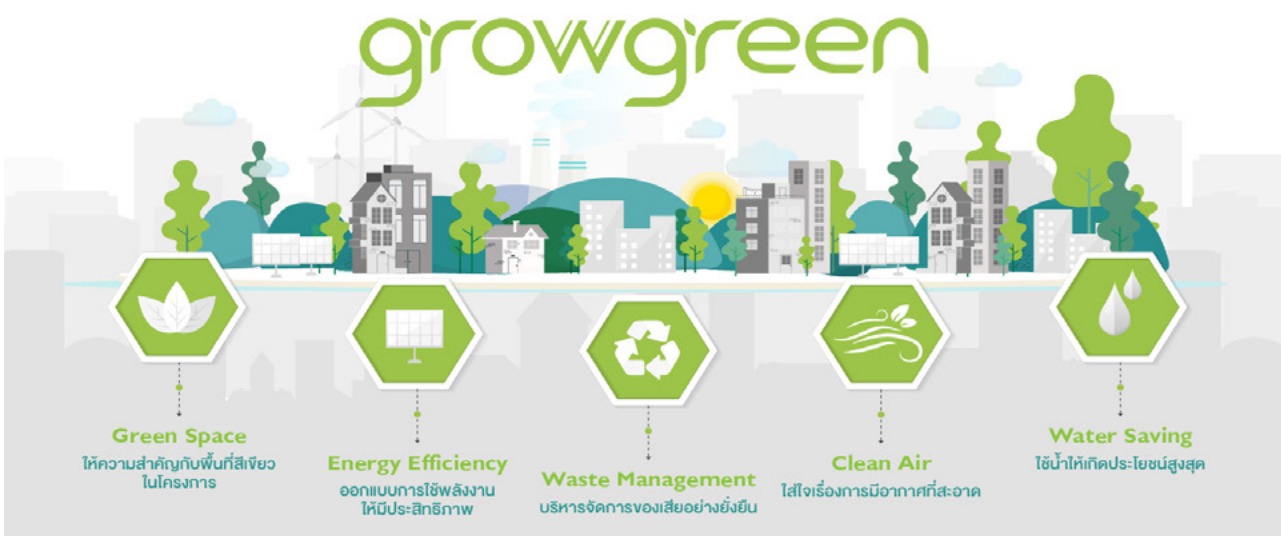 growgreen
Green Space
ให้ความสำคัญกับพื้นที่สีเขียว
ในโครงการ
Energy Efficiency
ออกแบบการใช้พลังงาน
ให้มีประสิทธิภาพ
Waste Management
บริหารจัดการของเสียอย่างยั่งยืน
Clean Air
ใส่ใจเรื่องการมีอากาศที่สะอาด
Water Saving
ใช้น้ำให้เกิดประโยชน์สูงสุด